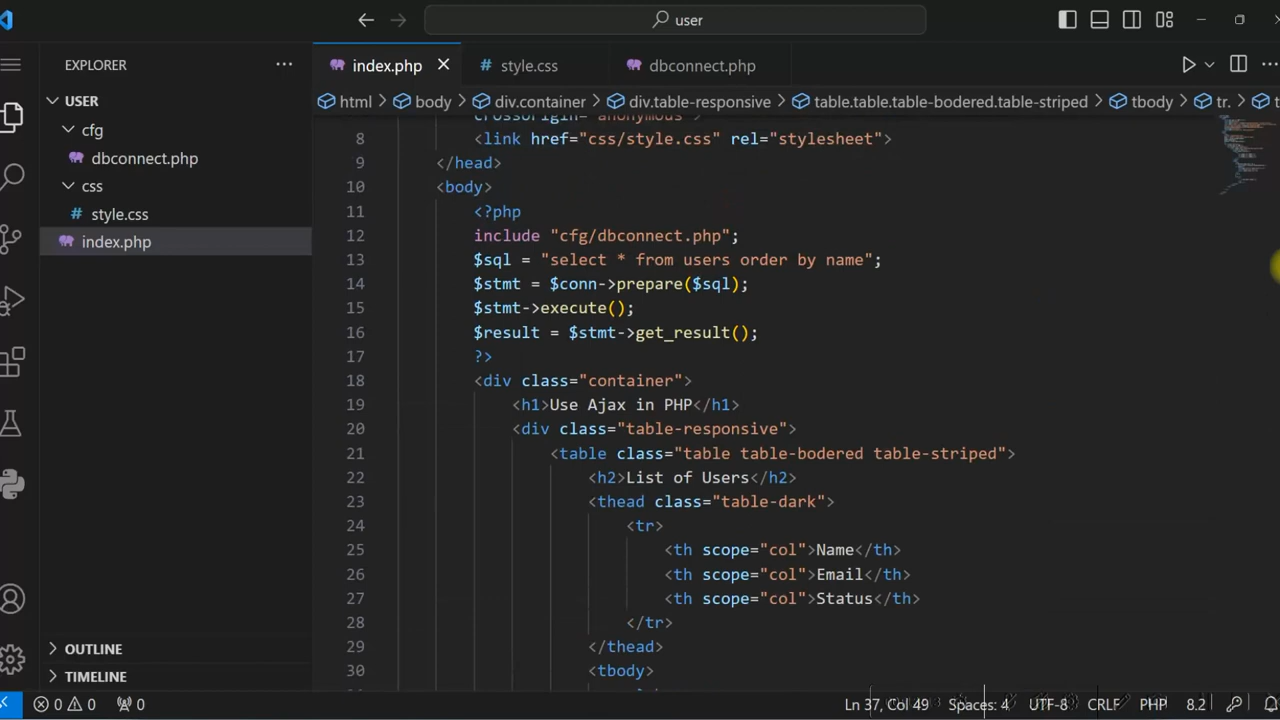 user
EXPLORER
USER
cfg
dbconnect.php
css
style.css
index.php
OUTLINE
TIMELINE
index.php
style.css
dbconnect.php
html body div.container div.table-responsive table.table.table-bodered.table-striped tbody tr.
8 <link href="css/style.css" rel="stylesheet">
9 </head>
10 <body>
11 <?php
12 include "cfg/dbconnect.php";
13 $sql = "select * from users order by name";
14 $stmt = $conn->prepare($sql);
15 $stmt->execute();
16 $result = $stmt->get_result();
17 ?>
18 <div class="container">
19 <h1>Use Ajax in PHP</h1>
20 <div class="table-responsive">
21 <table class="table table-bodered table-striped">
22 <h2>List of Users</h2>
23 <thead class="table-dark">
24 <tr>
25 <th scope="col">Name</th>
26 <th scope="col">Email</th>
27 <th scope="col">Status</th>
28 </tr>
29 </thead>
30 <tbody>
0 0 0 Ln 37, Col 49 Spaces: 4 UTF-8 CRLF PHP 8.2